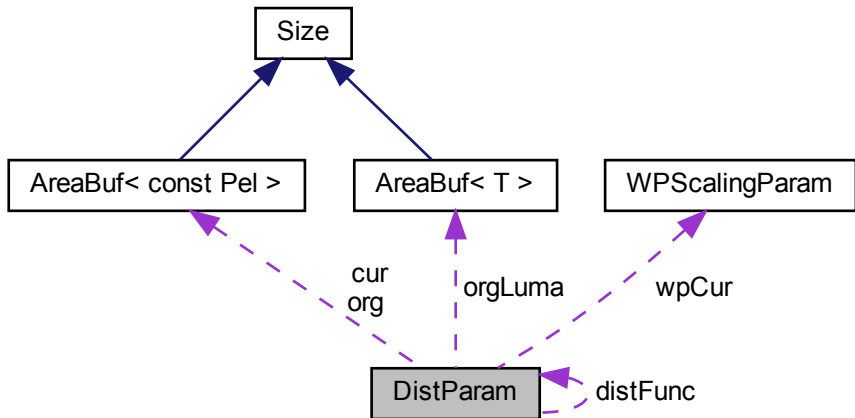 Size
AreaBuf< const Pel >
AreaBuf< T >
WPScalingParam
cur
org
orgLuma
wpCur
DistParam
distFunc